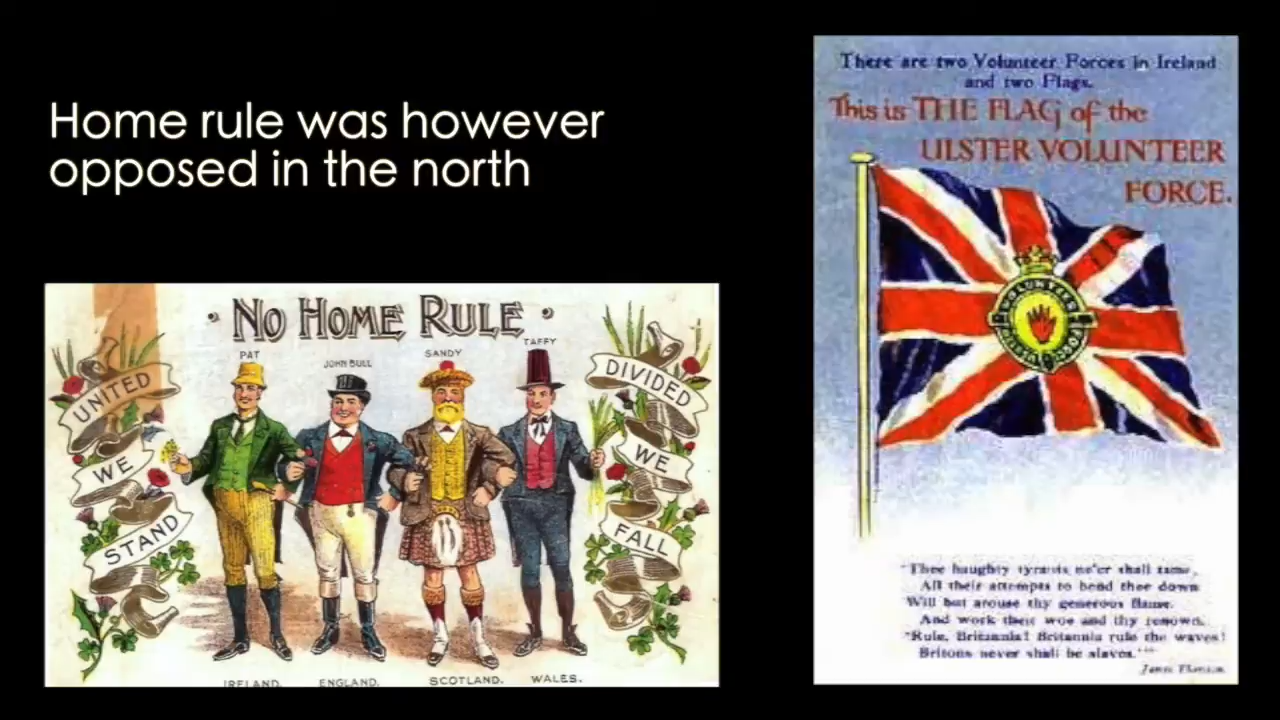 Home rule was however
opposed in the north
There are two Volunteer Forces in Ireland
and two Flags.
This is THE FLAG of the
ULSTER VOLUNTEER
FORCE.
VOLUNTEER
"Thee haughty tyrants ne'er shall tame,
All their attempts to bend thee down
Will but arouse thy generous flame,
And work their woe and thy renown.
"Rule, Britannia! Britannia rule the waves!
Britons never shall be slaves."'"
NO HOME RULE
PAT
JOHN BULL
SANDY
TAFFY
UNITED
WE
STAND
DIVIDED
WE
FALL
IRELAND.
ENGLAND.
SCOTLAND.
WALES.